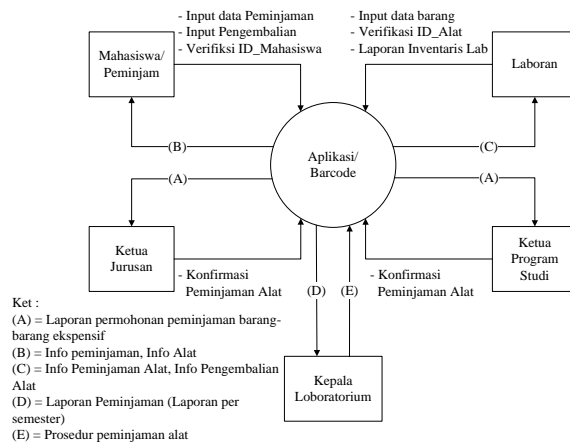 - Input data Peminjaman
- Input Pengembalian
- Verifiksi ID_Mahasiswa
- Input data barang
- Verifikasi ID_Alat
- Laporan Inventaris Lab
Mahasiswa/
Peminjam
Laboran
Aplikasi/
Barcode
(B)
(C)
(A)
(A)
Ketua
Jurusan
Ketua
Program
Studi
- Konfirmasi
Peminjaman Alat
(D)
(E)
- Konfirmasi
Peminjaman Alat
Kepala
Loboratorium
Ket :
(A) = Laporan permohonan peminjaman barang-
barang ekspensif
(B) = Info peminjaman, Info Alat
(C) = Info Peminjaman Alat, Info Pengembalian
Alat
(D) = Laporan Peminjaman (Laporan per
semester)
(E) = Prosedur peminjaman alat